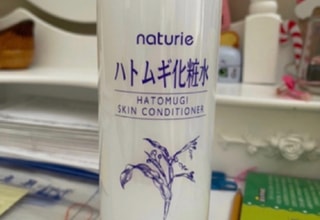 naturie
ハトムギ化粧水
HATOMUGI
SKIN CONDITIONER